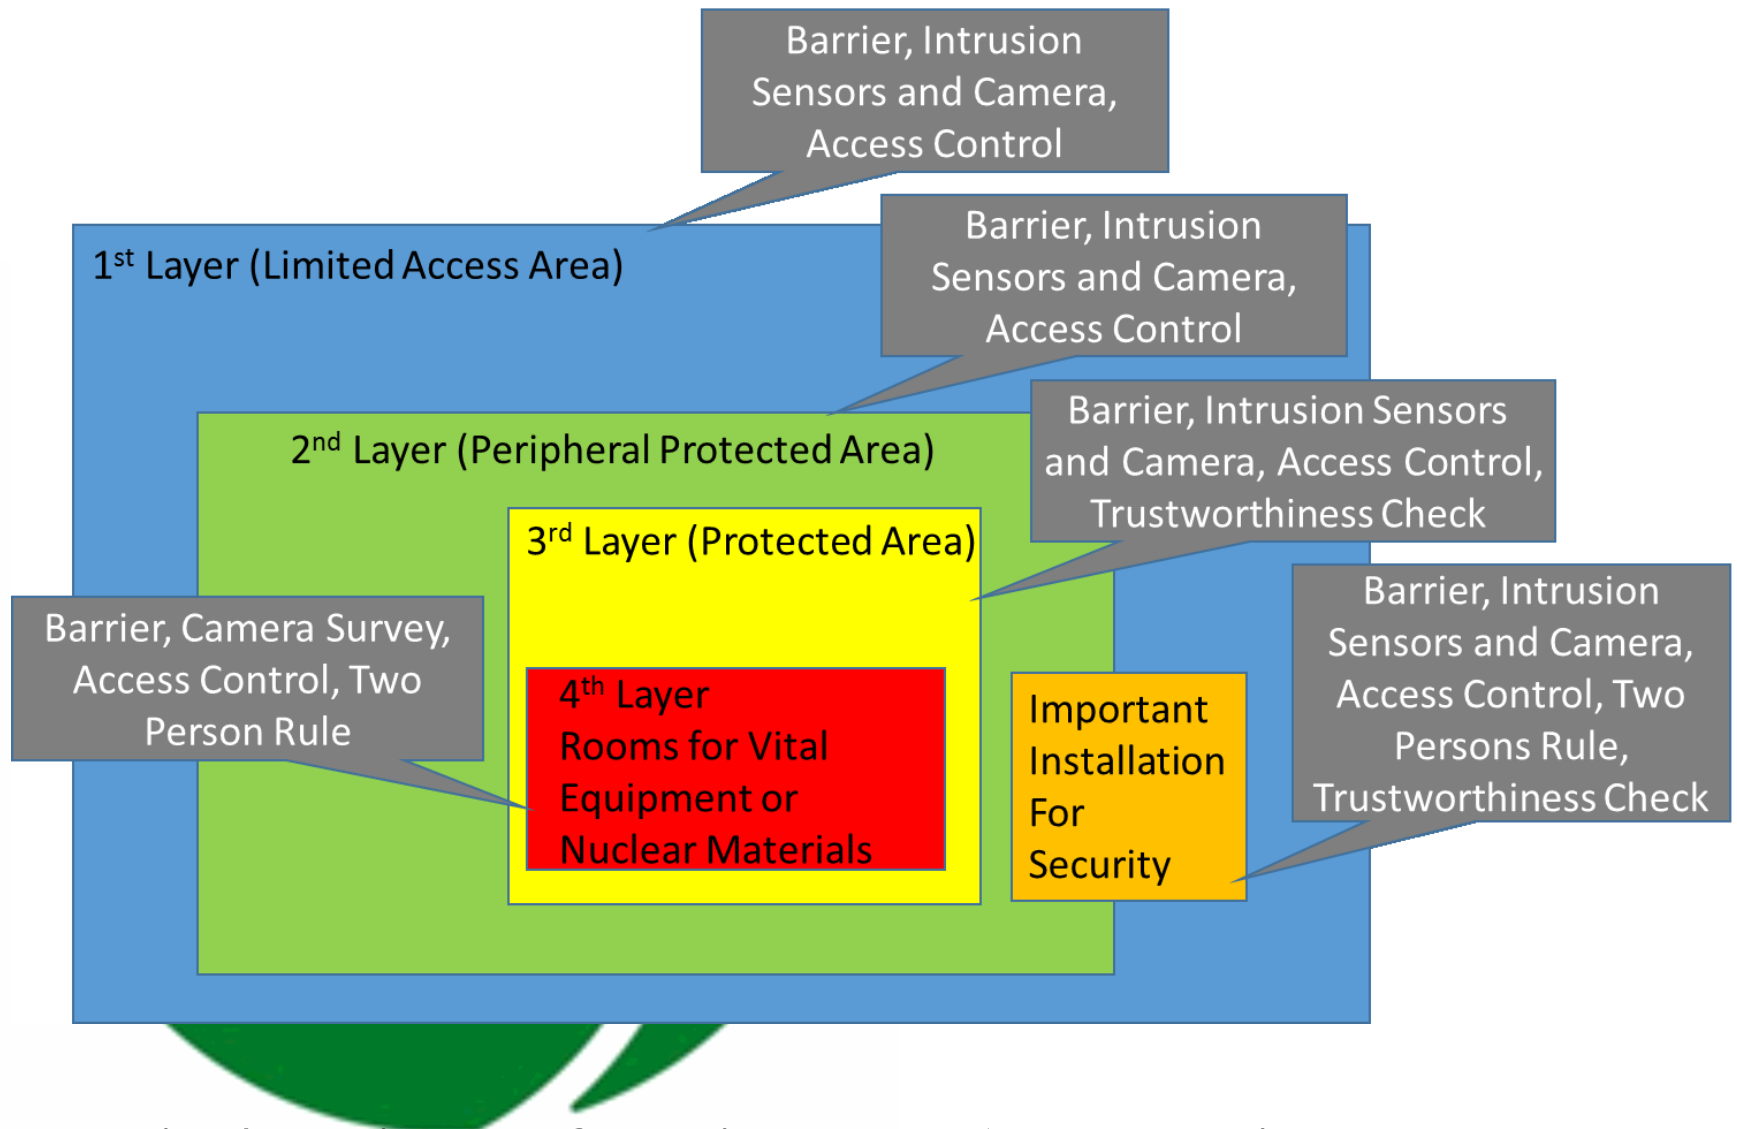 Barrier, Intrusion
Sensors and Camera,
Access Control
1st Layer (Limited Access Area)
Barrier, Intrusion
Sensors and Camera,
Access Control
2nd Layer (Peripheral Protected Area)
Barrier, Intrusion Sensors
and Camera, Access Control,
Trustworthiness Check
3rd Layer (Protected Area)
Barrier, Camera Survey,
Access Control, Two
Person Rule
4th Layer
Rooms for Vital
Equipment or
Nuclear Materials
Important
Installation
For
Security
Barrier, Intrusion
Sensors and Camera,
Access Control, Two
Persons Rule,
Trustworthiness Check